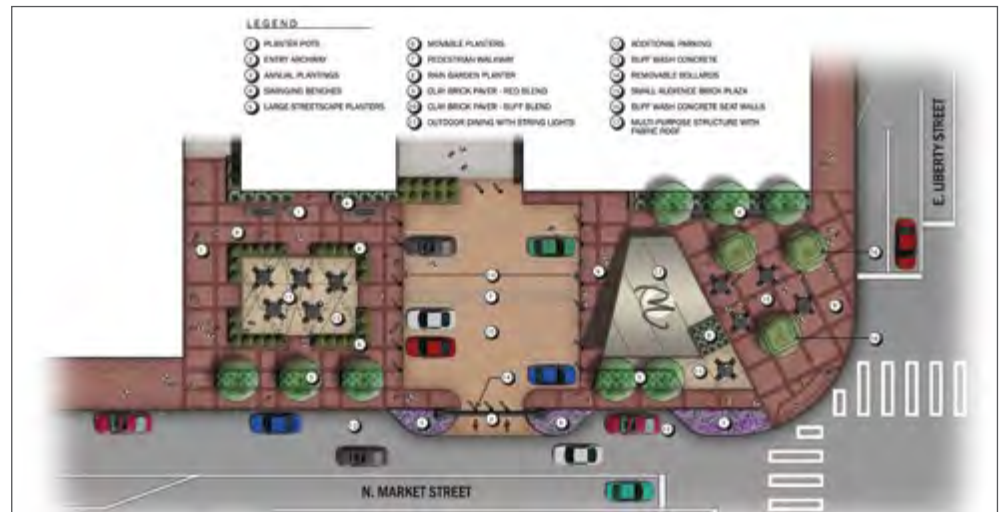 LEGEND
PLANTER POTS
ENTRY ARCHWAY
ANNUAL PLANTINGS
SWINGING BENCHES
LARGE STREETSCAPE PLANTERS
MOVABLE PLANTERS
PEDESTRIAN WALKWAY
RAIN GARDEN PLANTER
CLAY BRICK PAVER - RED BLEND
CLAY BRICK PAVER - BUFF BLEND
OUTDOOR DINING WITH STRING LIGHTS
ADDITIONAL PARKING
BUFF WASH CONCRETE
REMOVABLE BOLLARDS
SMALL AUDIENCE BRICK PLAZA
BUFF WASH CONCRETE SEAT WALLS
MULTI-PURPOSE STRUCTURE WITH
FABRIC ROOF
E. LIBERTY STREET
N. MARKET STREET